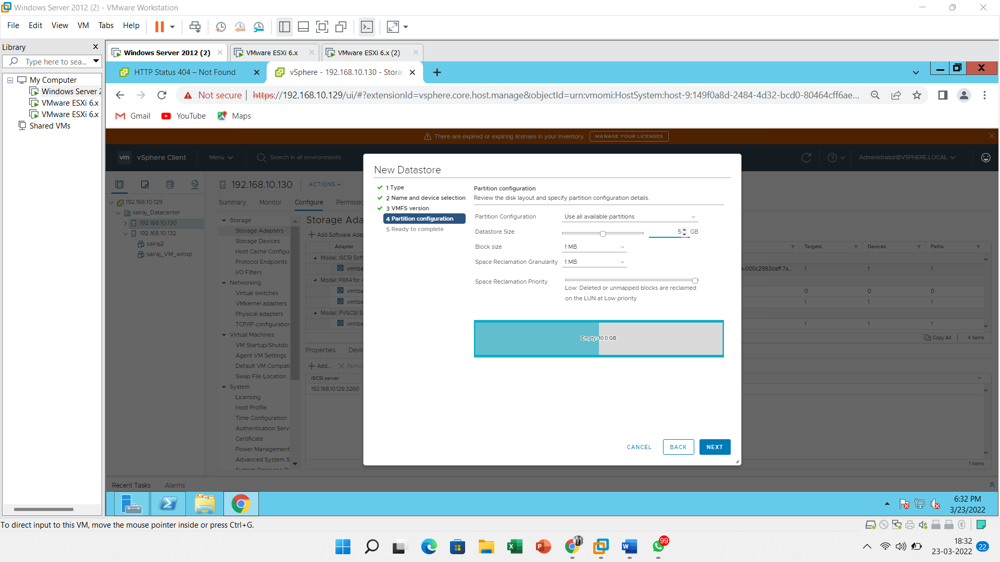 Windows Server 2012 (2) - VMware Workstation
File Edit View VM Tabs Help
Library
Type here to sea...
My Computer
Windows Server 2
VMware ESXi 6.x
VMware ESXi 6.x
Shared VMs
Windows Server 2012 (2)
VMware ESXi 6.x
VMware ESXi 6.x (2)
HTTP Status 404 – Not Found
vSphere - 192.168.10.130 - Stora
Not secure
https://192.168.10.129/ui/#?extensionId=vsphere.core.host.manage&objectId=urn:vmomi:HostSystem:host-9:149f0a8d-2484-4d32-bcd0-80464cff6ae...
Gmail YouTube Maps
There are expired or expiring licenses in your inventory. MANAGE YOUR LICENSES
vm vSphere Client Menu Search in all environments Administrator@VSPHERE.LOCAL
192.168.10.129
sairaj_Datacenter
192.168.10.130
192.168.10.132
sairaj2
sairaj_VM_winxp
192.168.10.130 ACTIONS
Summary Monitor Configure Permissic
Storage
Storage Adapters
Storage Devices
Host Cache Configu
Protocol Endpoints
I/O Filters
Networking
Virtual switches
VMkernel adapters
Physical adapters
TCP/IP configuration
Virtual Machines
VM Startup/Shutdo..
Agent VM Settings
Default VM Compati
Swap File Location
System
Licensing
Host Profile
Time Configuration
Authentication Servi
Certificate
Power Management
Advanced System S
System Resource Re
Storage Ada
Add Software Adap
Adapter Targets Devices Paths
Model: iSCSI Soft
vmhba a-000c2993daff-7a... 1 1 1
Model: PIIX4 for 4
vmhba 0 0 0
vmhba 1 1 1
Model: PVSCSI S
vmhba 1 1 1
Copy All 4 items
Properties Devic
Add... Remov
iSCSI server
192.168.10.129:3260
1 items
New Datastore
1 Type
2 Name and device selection
3 VMFS version
4 Partition configuration
5 Ready to complete
Partition configuration
Review the disk layout and specify partition configuration details.
Partition Configuration Use all available partitions
Datastore Size 5 GB
Block size 1 MB
Space Reclamation Granularity 1 MB
Space Reclamation Priority
Low: Deleted or unmapped blocks are reclaimed
on the LUN at Low priority
Empty: 10.0 GB
CANCEL BACK NEXT
Recent Tasks Alarms
6:32 PM
3/23/2022
To direct input to this VM, move the mouse pointer inside or press Ctrl+G.
99
18:32
23-03-2022
22